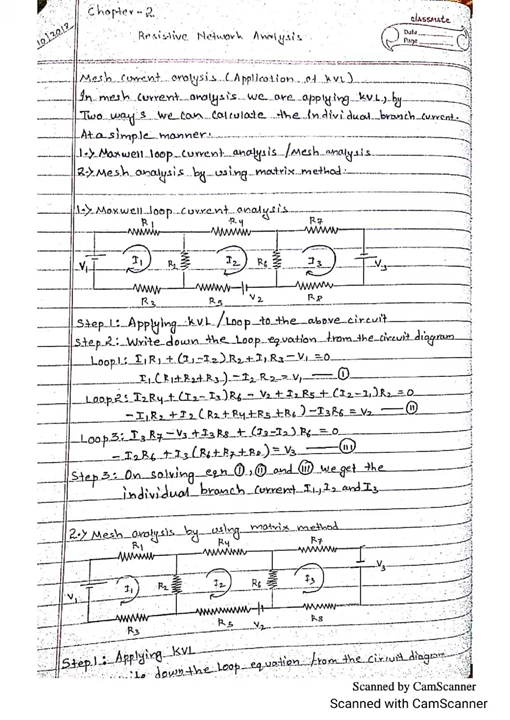 Chapter-2
classmate
Date
Page
10/2017
Resistive Network Analysis
Mesh current analysis (Application of KVL)
In mesh current analysis we are applying KVL, by
Two way's we can calculate the individual branch current.
At a simple manner.
1.> Maxwell loop current analysis / Mesh analysis
2.> Mesh analysis by using matrix method.
1.> Maxwell loop current analysis
R1 R4 R7
V1 I1 R2 I2 R6 I3 V3
R3 R5 V2 R8
Step 1: Applying KVL/Loop to the above circuit
Step 2: Write down the Loop equation from the circuit diagram
Loop1: I1R1 + (I1-I2)R2 + I1R3 - V1 = 0
I1(R1+R2+R3) - I2R2 = V1 — (I)
Loop2: I2R4 + (I2-I3)R6 - V2 + I2R5 + (I2-I1)R2 = 0
-I1R2 + I2(R2+R4+R5+R6) - I3R6 = V2 — (II)
Loop3: I3R7 - V3 + I3R8 + (I3-I2)R6 = 0
-I2R6 + I3(R6+R7+R8) = V3 — (III)
Step 3: On solving eqn (I), (II) and (III) we get the
individual branch current I1, I2 and I3
2.> Mesh analysis by using matrix method
R1 R4 R7
V1 I1 R2 I2 R6 I3 V3
R3 R5 V2 R8
Step 1: Applying KVL
down the Loop equation from the circuit diagram
Scanned by CamScanner
Scanned with CamScanner